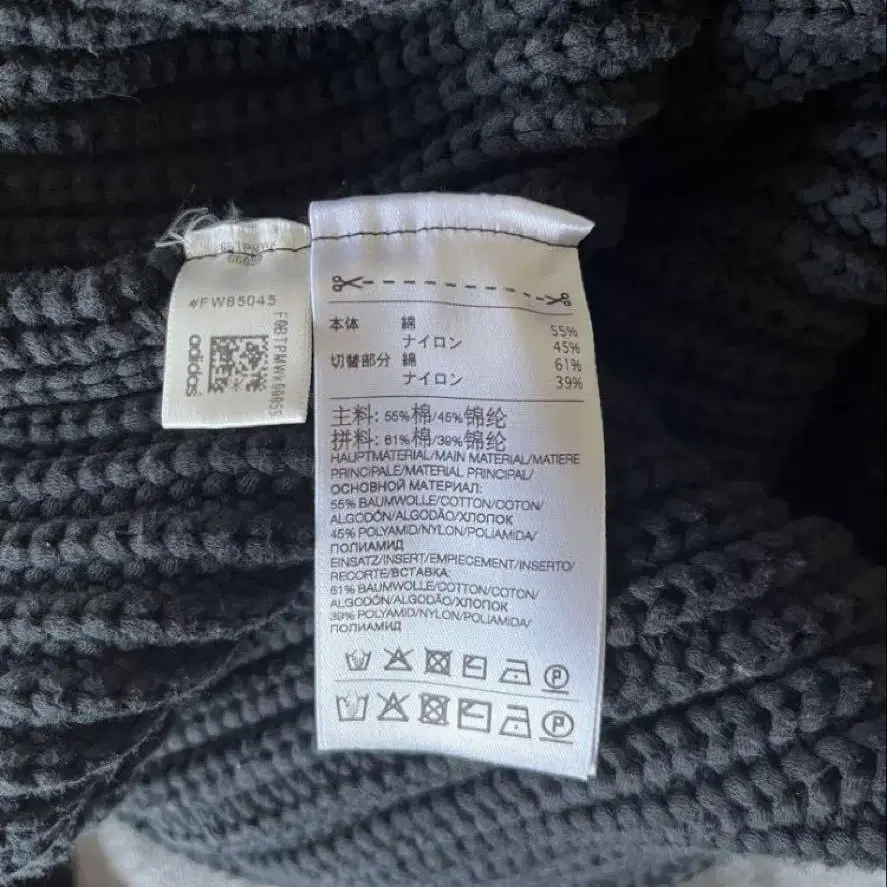 #FWB5045
adidas
本体 綿 55%
ナイロン 45%
切替部分 綿 61%
ナイロン 39%
主料: 55%棉/45%锦纶
拼料: 61%棉/39%锦纶
HAUPTMATERIAL/MAIN MATERIAL/MATIERE
PRINCIPALE/MATERIAL PRINCIPAL/
ОСНОВНОЙ МАТЕРИАЛ:
55% BAUMWOLLE/COTTON/COTON/
ALGODÓN/ALGODÃO/ХЛОПОК
45% POLYAMID/NYLON/POLIAMIDA/
ПОЛИАМИД
EINSATZ/INSERT/EMPIECEMENT/INSERTO/
RECORTE/ВСТАВКА:
61% BAUMWOLLE/COTTON/COTON/
ALGODÓN/ALGODÃO/ХЛОПОК
39% POLYAMID/NYLON/POLIAMIDA/
ПОЛИАМИД